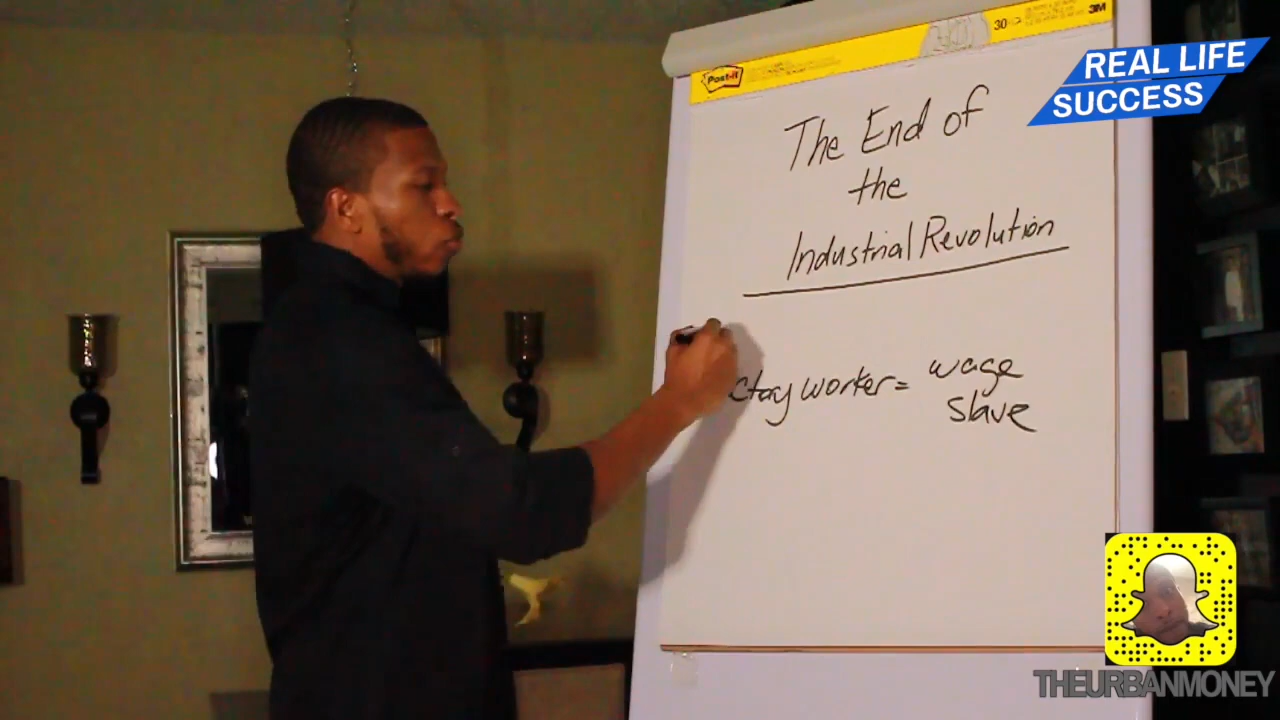 Post-it
30
3M
REAL LIFE
SUCCESS
The End of
the
Industrial Revolution
ctory worker = wage
slave
THEURBANMONEY